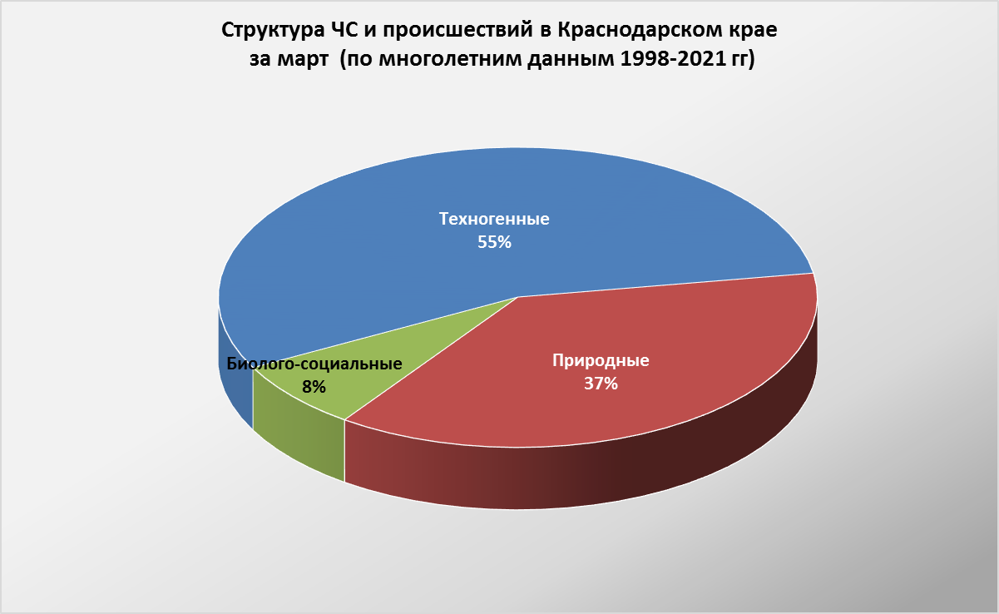 Структура ЧС и происшествий в Краснодарском крае
за март (по многолетним данным 1998-2021 гг)
Техногенные
55%
Природные
37%
Биолого-социальные
8%